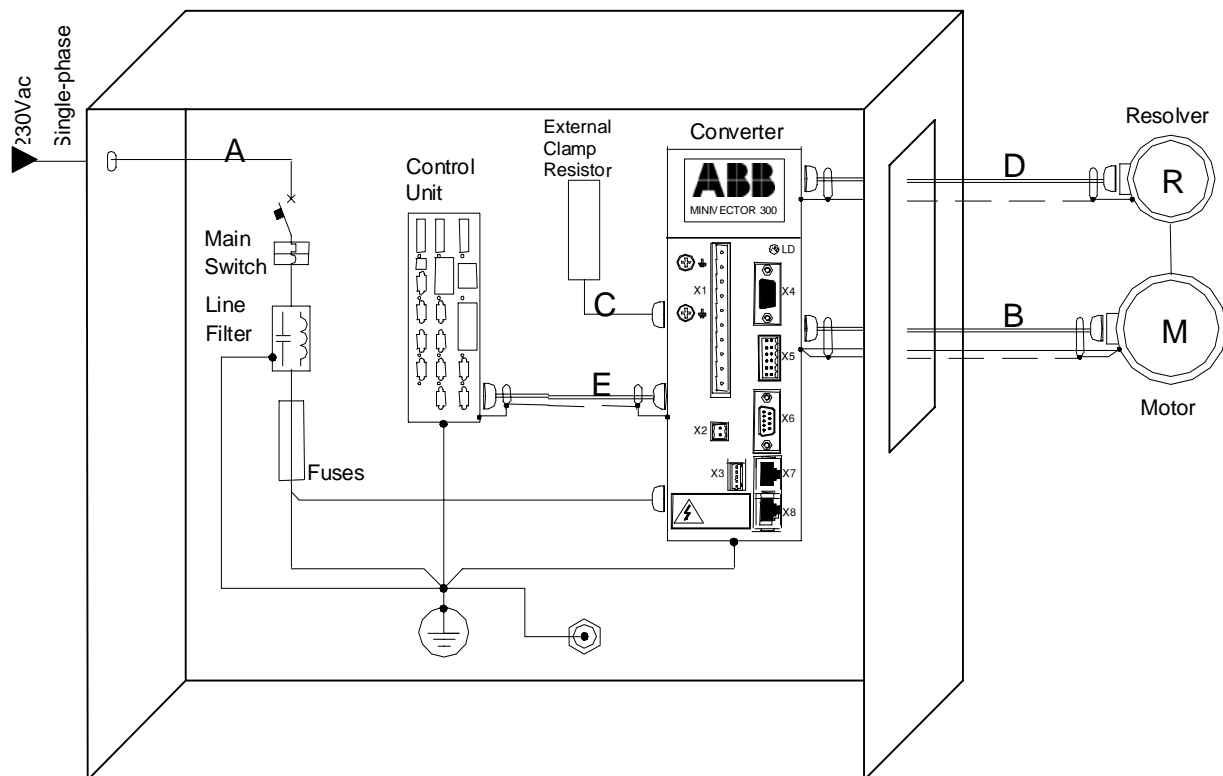 230Vac
Single-phase
A
Main
Switch
Line
Filter
Fuses
Control
Unit
External
Clamp
Resistor
C
E
Converter
ABB
MINIVECTOR 300
LD
X1
X4
X5
X2
X6
X3
X7
X8
D
B
Resolver
R
M
Motor